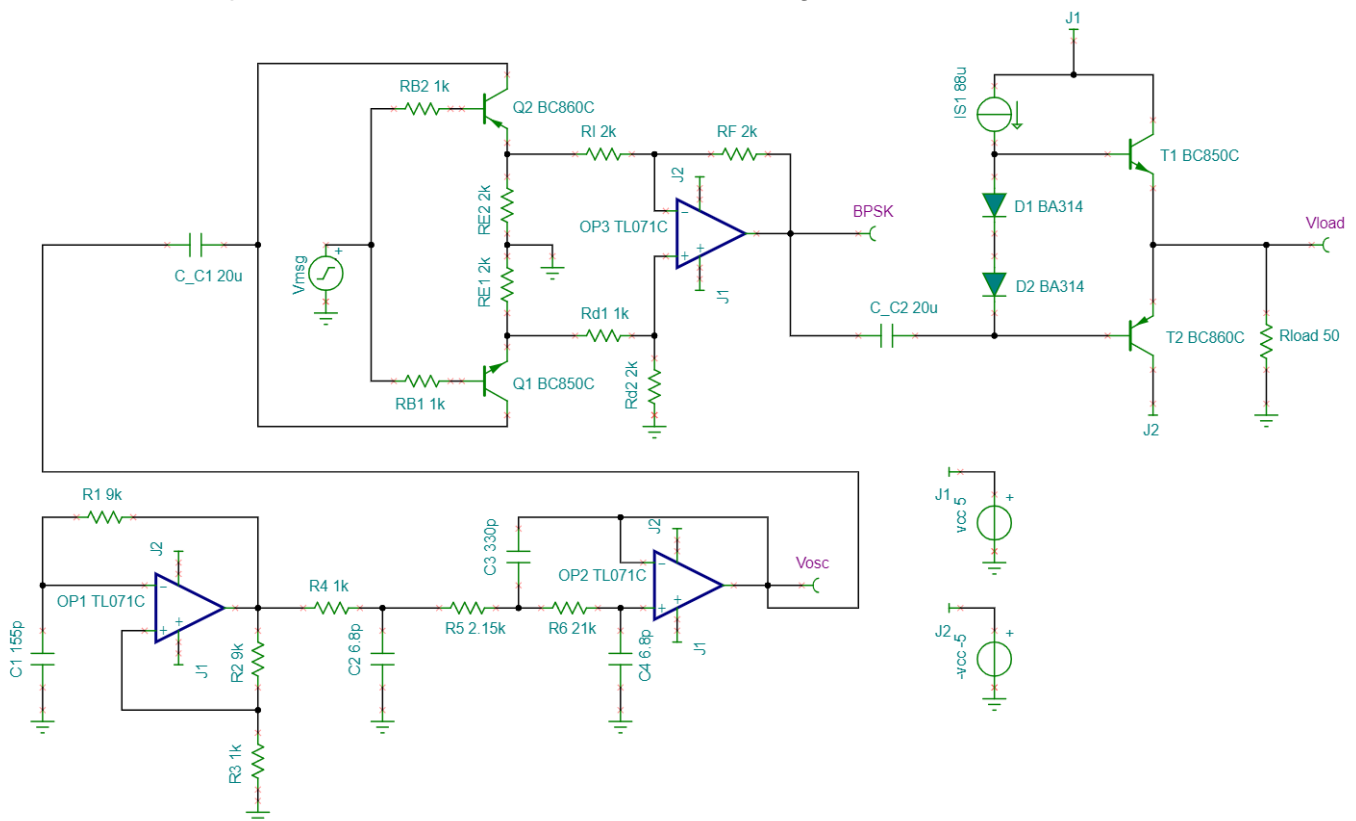 J1
RB2 1k
Q2 BC860C
IS1 88u
RI 2k
RF 2k
T1 BC850C
J2
RE2 2k
D1 BA314
BPSK
OP3 TL071C
Vload
Vmsg
C_C1 20u
RE1 2k
J1
D2 BA314
Rd1 1k
C_C2 20u
T2 BC860C
Rload 50
Q1 BC850C
RB1 1k
Rd2 2k
J2
R1 9k
J1
vcc 5
J2
C3 330p
J2
Vosc
OP1 TL071C
R4 1k
OP2 TL071C
R5 2.15k
R6 21k
J2
-vcc -5
C1 155p
J1
R2 9k
C2 6.8p
C4 6.8p
J1
R3 1k